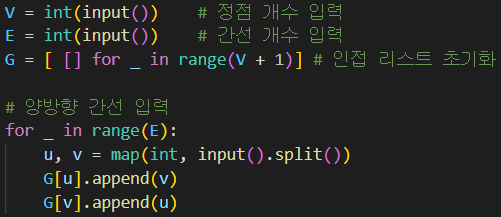 V = int(input())    # 정점 개수 입력
E = int(input())    # 간선 개수 입력
G = [ [] for _ in range(V + 1)] # 인접 리스트 초기화
# 양방향 간선 입력
for _ in range(E):
    u, v = map(int, input().split())
    G[u].append(v)
    G[v].append(u)